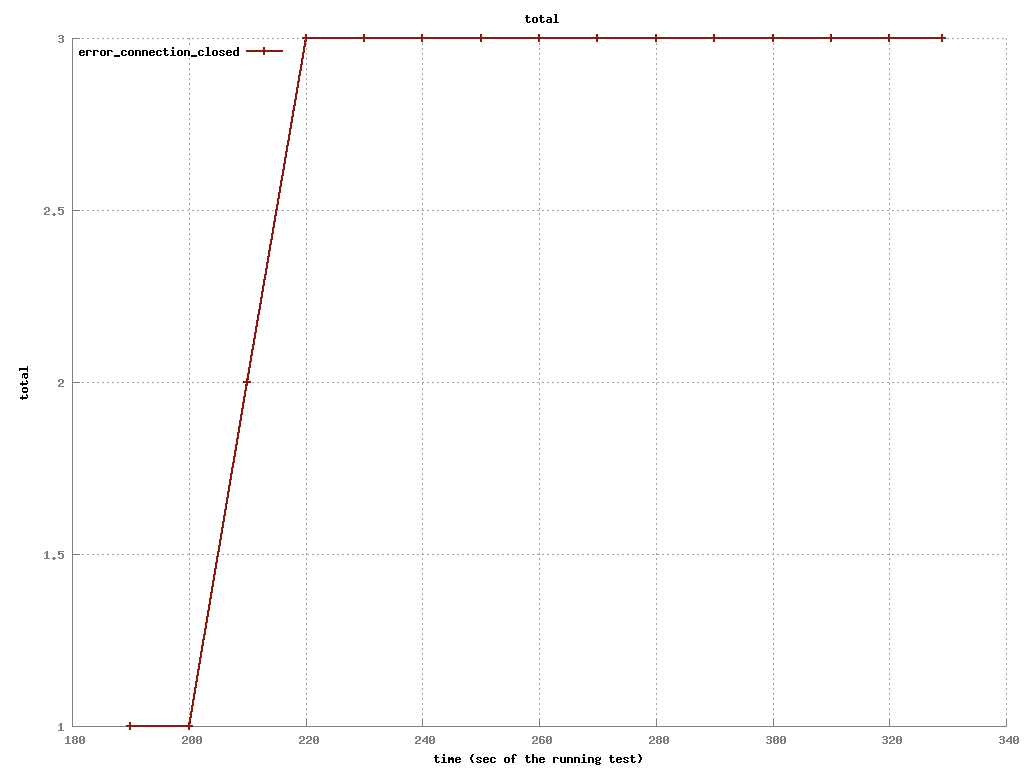 total
3
error_connection_closed
2.5
2
total
1.5
1
180 200 220 240 260 280 300 320 340
time (sec of the running test)